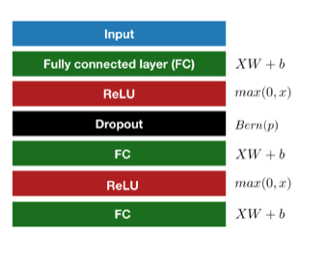 Input
Fully connected layer (FC) XW + b
ReLU max(0, x)
Dropout Bern(p)
FC XW + b
ReLU max(0, x)
FC XW + b